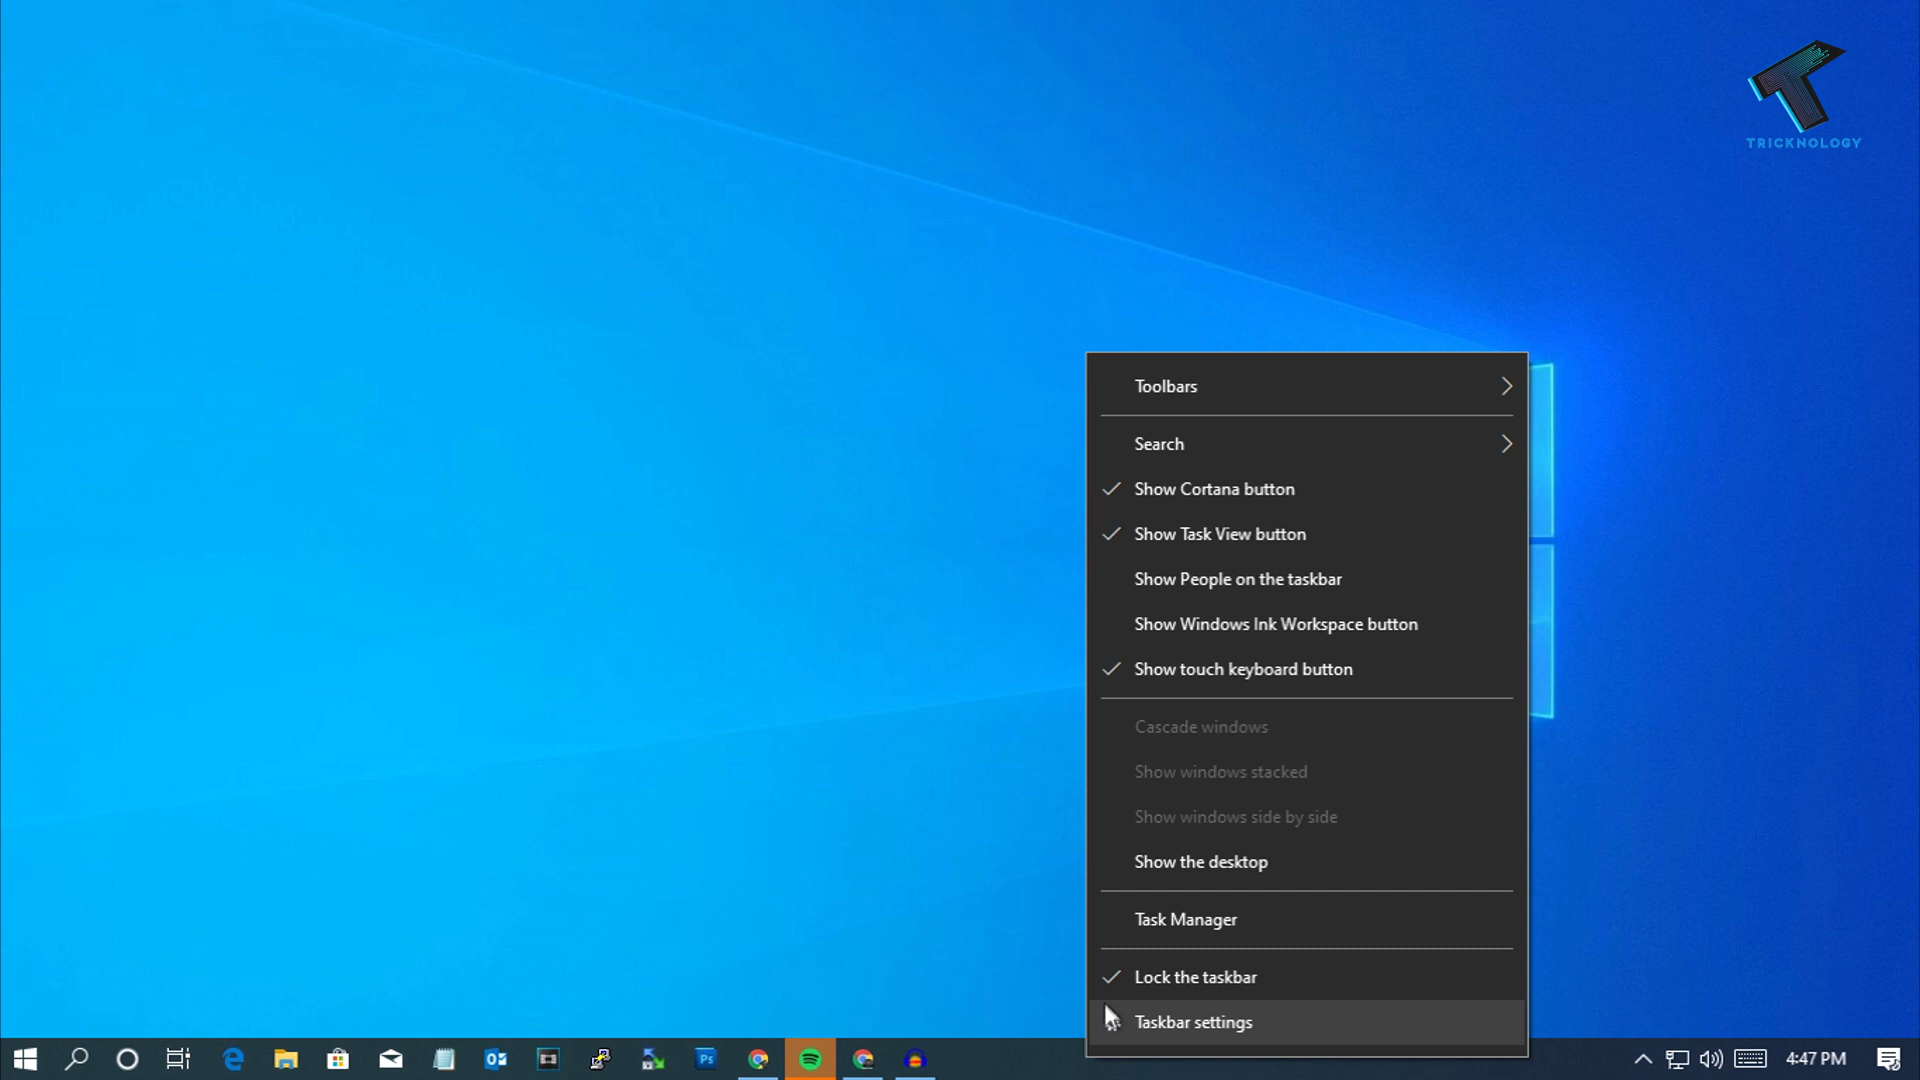 TRICKNOLOGY
Toolbars
Search
Show Cortana button
Show Task View button
Show People on the taskbar
Show Windows Ink Workspace button
Show touch keyboard button
Cascade windows
Show windows stacked
Show windows side by side
Show the desktop
Task Manager
Lock the taskbar
Taskbar settings
Ps
4:47 PM